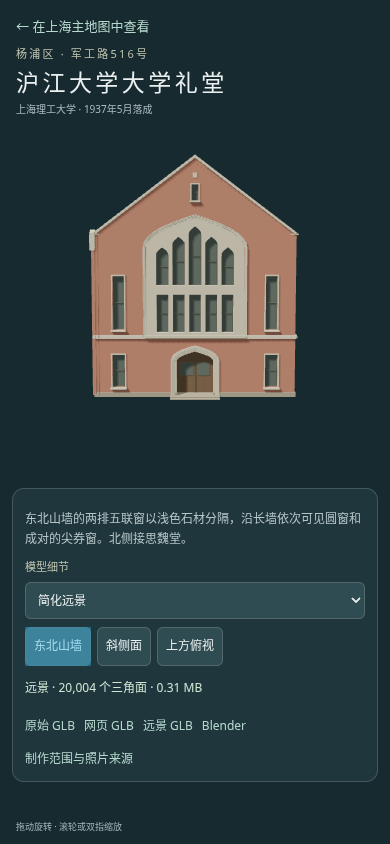 ← 在上海主地图中查看
杨浦区 · 军工路516号
沪江大学大学礼堂
上海理工大学 · 1937年5月落成
东北山墙的两排五联窗以浅色石材分隔，沿长墙依次可见圆窗和
成对的尖券窗。北侧接思魏堂。
模型细节
简化远景
东北山墙 斜侧面 上方俯视
远景 · 20,004 个三角面 · 0.31 MB
原始 GLB 网页 GLB 远景 GLB Blender
制作范围与照片来源
拖动旋转 · 滚轮或双指缩放